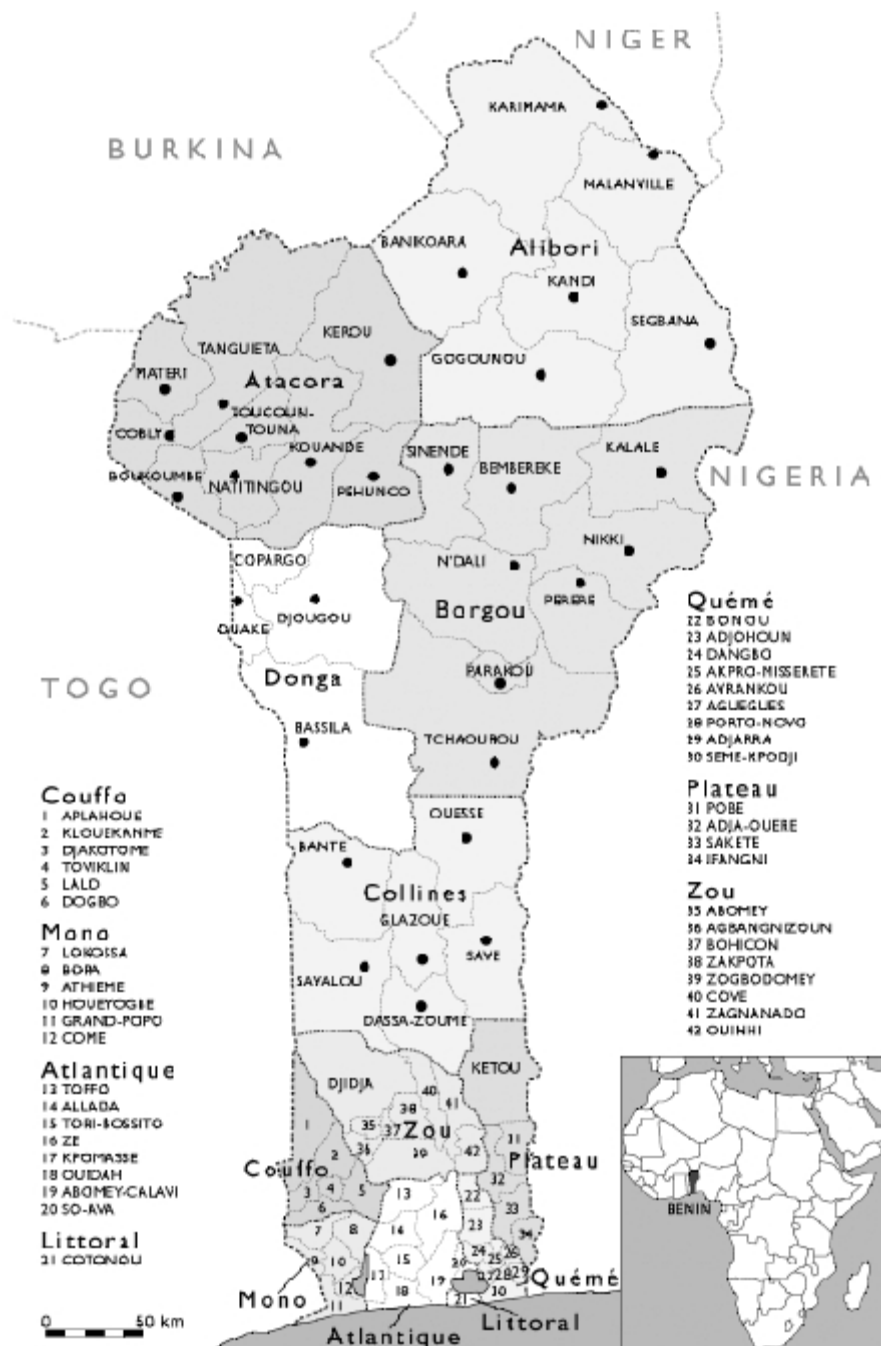 NIGER
KARIMAMA
BURKINA
MALANVILLE
BANIKOARA
Alibori
KANDI
SEGBANA
KEROU
TANGUIETA
GOGOUNOU
MATERI
Atacora
TOUCOUN-
TOUNA
COBLY
KOUANDE
SINENDE
BEMBEREKE
KALALE
NIGERIA
BOUKOUMBE
NATITINGOU
PEHUNCO
NIKKI
COPARGO
N'DALI
PERERE
OUAKE
DJOUGOU
Bargou
TOGO
Donga
PARAKOU
BASSILA
TCHAOUROU
OUESSE
BANTE
Collines
GLAZOUE
SAVE
SAVALOU
DASSA-ZOUME
KETOU
DJIDJA
Zou
Couffo
Plateau
Mono
Quémé
Atlantique
Littoral
Couffo
1 APLAHOUE
2 KLOUEKANME
3 DJAKOTOME
4 TOVIKLIN
5 LALO
6 DOGBO
Mono
7 LOKOSSA
8 BOPA
9 ATHIEME
10 HOUEYOGBE
11 GRAND-POPO
12 COME
Atlantique
13 TOFFO
14 ALLADA
15 TORI-BOSSITO
16 ZE
17 KPOMASSE
18 OUIDAH
19 ABOMEY-CALAVI
20 SO-AVA
Littoral
21 COTONOU
0 50 km
Quémé
22 BONOU
23 ADJOHOUN
24 DANGBO
25 AKPRO-MISSERETE
26 AVRANKOU
27 AGUEGUES
28 PORTO-NOVO
29 ADJARRA
30 SEME-KPODJI
Plateau
31 POBE
32 ADJA-OUERE
33 SAKETE
34 IFANGNI
Zou
35 ABOMEY
36 AGBANGNIZOUN
37 BOHICON
38 ZAKPOTA
39 ZOGBODOMEY
40 COVE
41 ZAGNANADO
42 OUINHI
BENIN